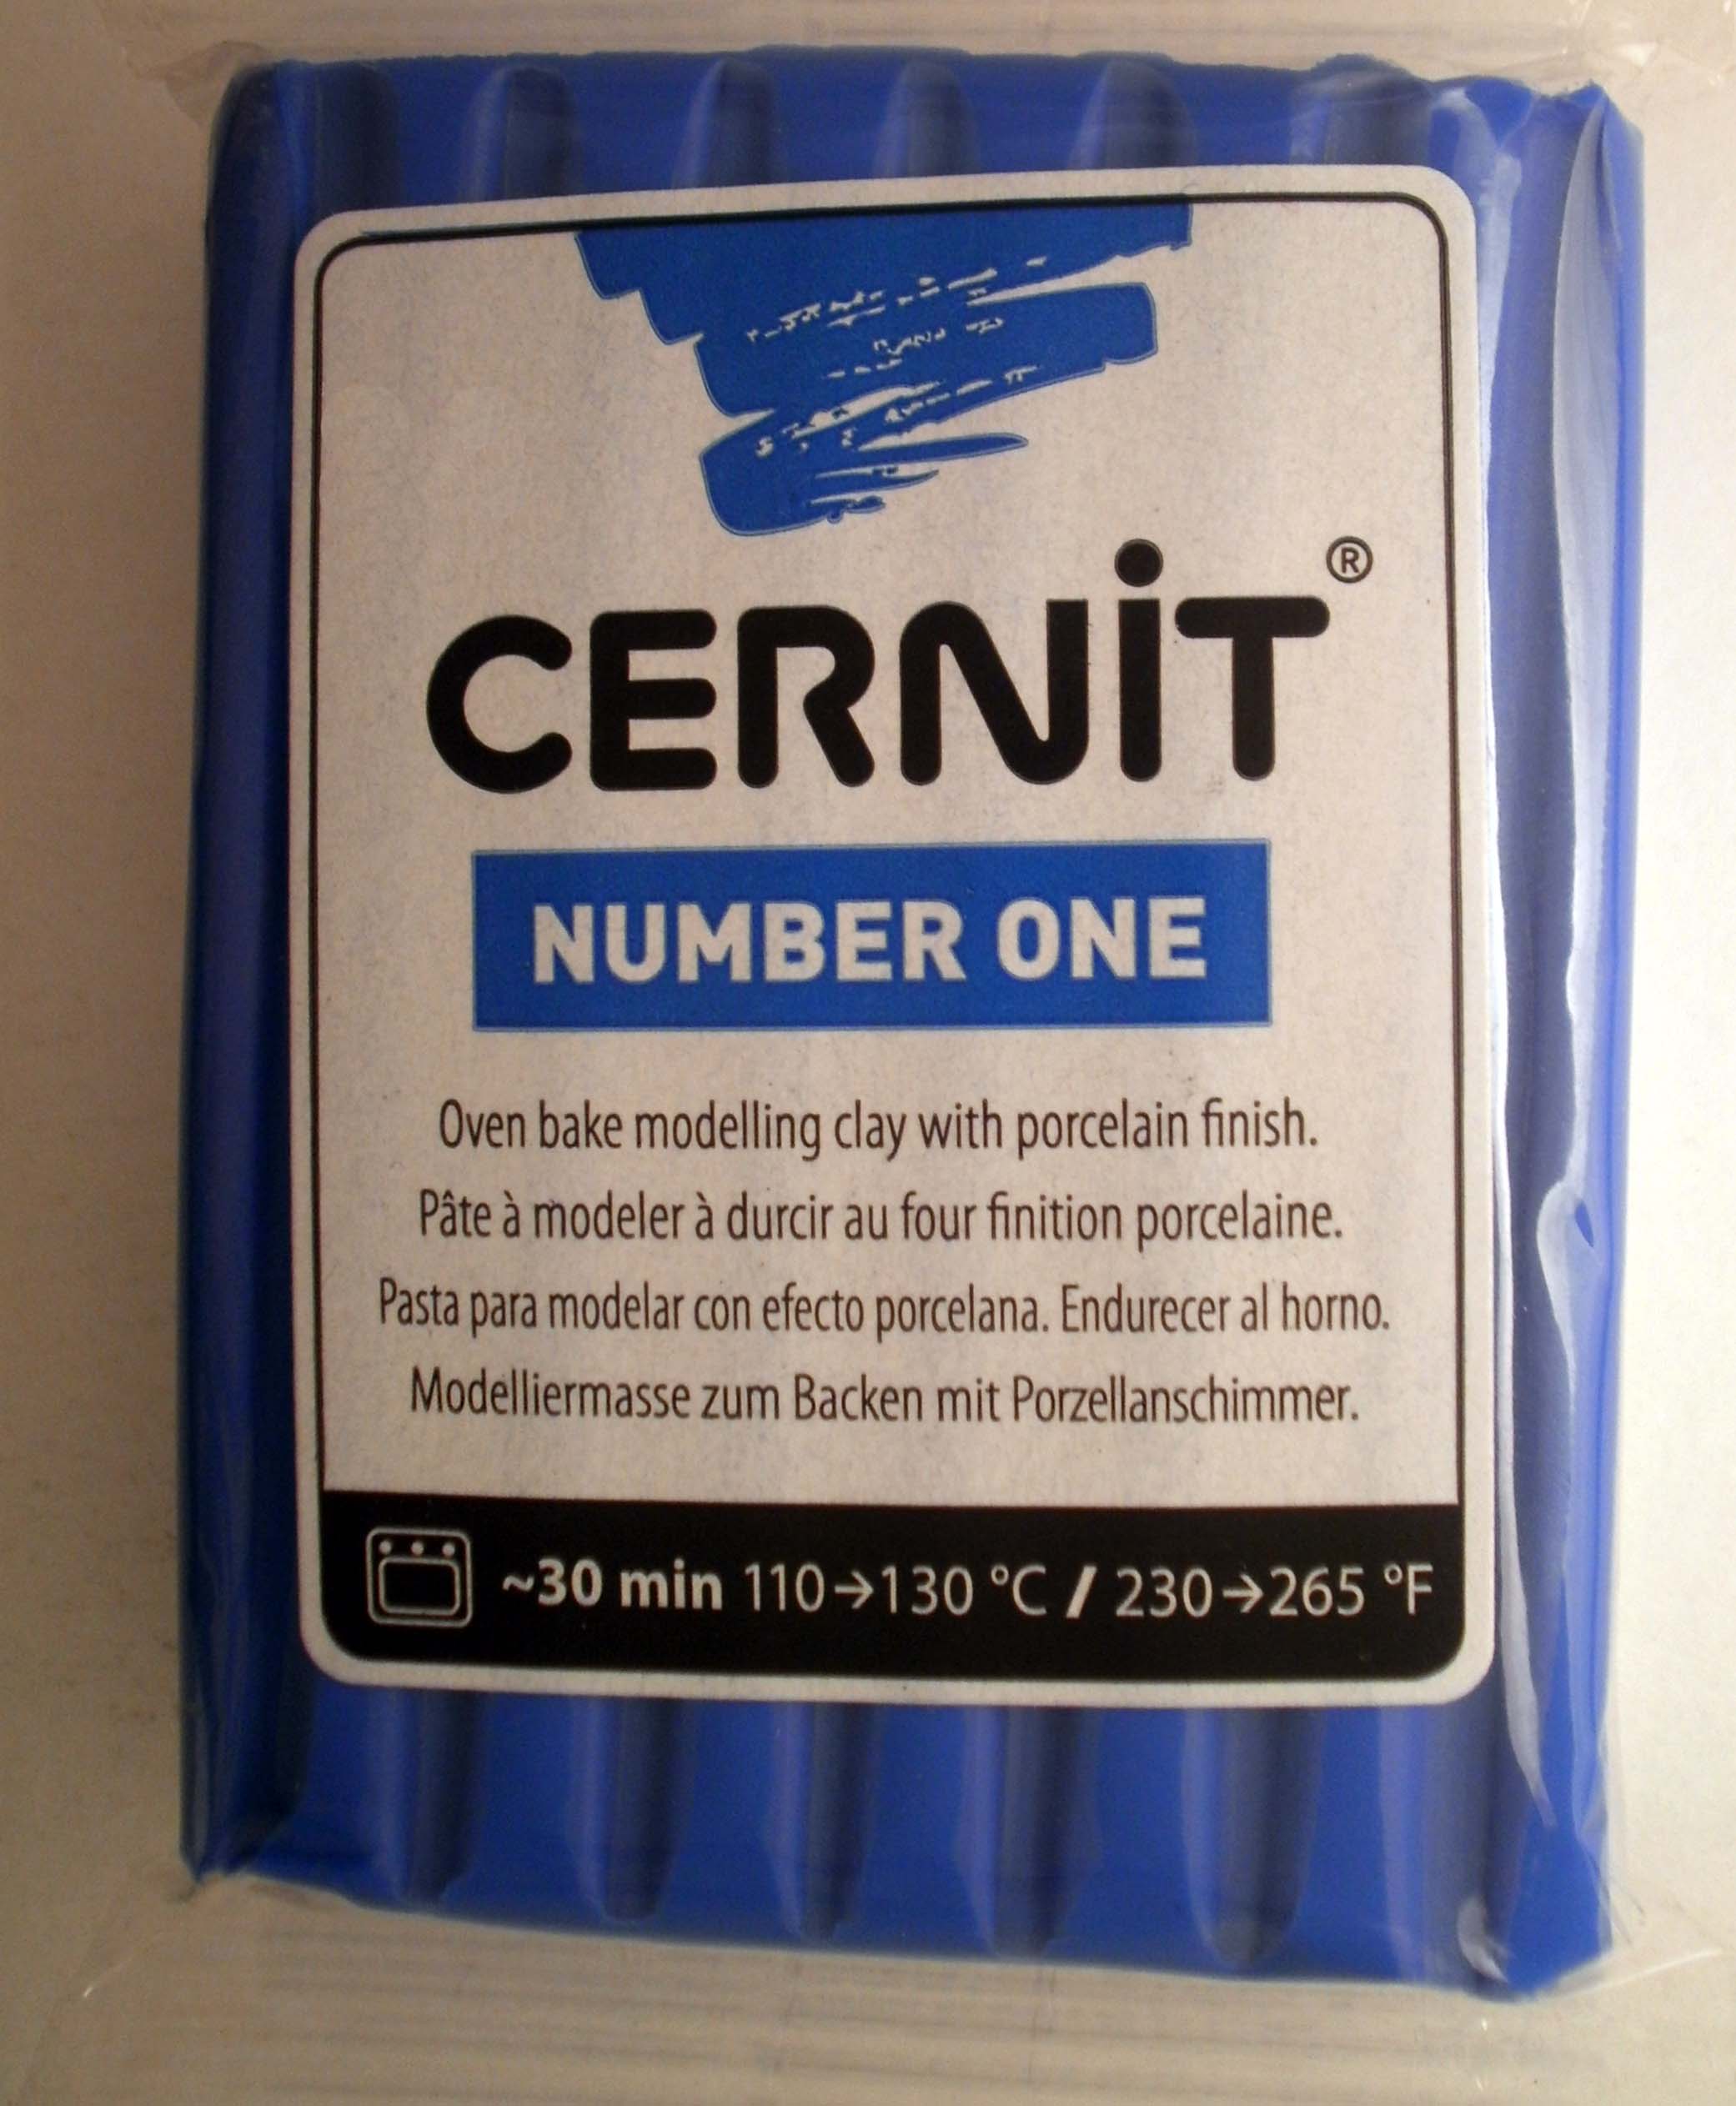 CERNiT®
NUMBER ONE
Oven bake modelling clay with porcelain finish.
Pâte à modeler à durcir au four finition porcelaine.
Pasta para modelar con efecto porcelana. Endurecer al horno.
Modelliermasse zum Backen mit Porzellanschimmer.
~30 min 110→130 °C / 230→265 °F